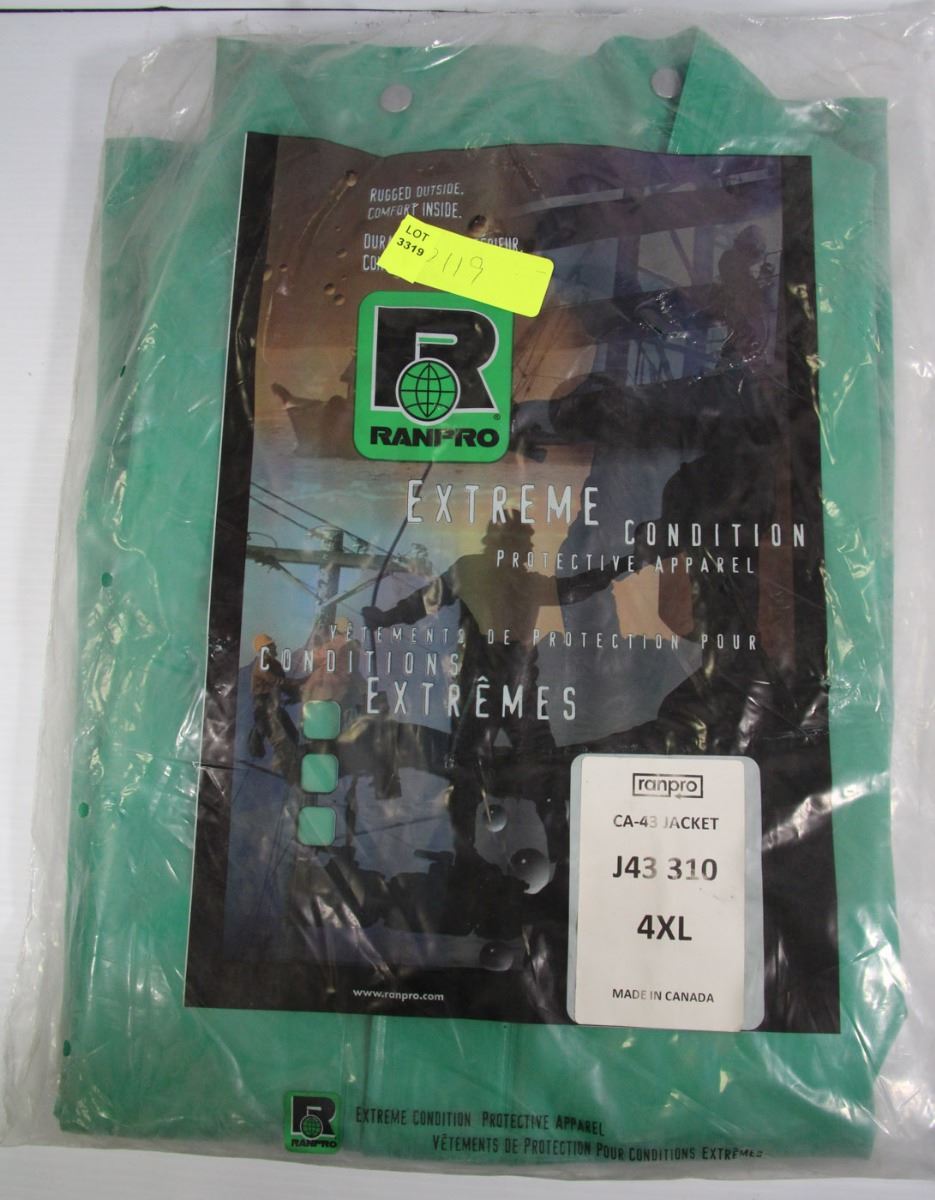 RUGGED OUTSIDE.
COMFORT INSIDE.
LOT
3319
119
R
®
RANPRO
EXTREME
CONDITION
PROTECTIVE APPAREL
VÊTEMENTS DE PROTECTION POUR
CONDITIONS
EXTRÊMES
ranpro
CA-43 JACKET
J43 310
4XL
MADE IN CANADA
www.ranpro.com
R
RANPRO
EXTREME CONDITION PROTECTIVE APPAREL
VÊTEMENTS DE PROTECTION POUR CONDITIONS EXTRÊMES